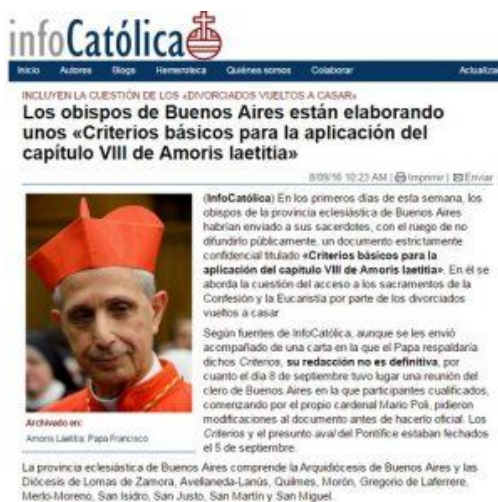 infoCatólica
Inicio Autores Blogs Hemeroteca Quiénes somos Colaborar Actualiza
INCLUYEN LA CUESTIÓN DE LOS «DIVORCIADOS VUELTOS A CASAR»
Los obispos de Buenos Aires están elaborando
unos «Criterios básicos para la aplicación del
capítulo VIII de Amoris laetitia»
8/09/16 10:23 AM | Imprimir | Enviar
(InfoCatólica) En los primeros días de esta semana, los
obispos de la provincia eclesiástica de Buenos Aires
habrían enviado a sus sacerdotes, con el ruego de no
difundirlo públicamente, un documento estrictamente
confidencial titulado «Criterios básicos para la
aplicación del capítulo VIII de Amoris laetitia». En él se
aborda la cuestión del acceso a los sacramentos de la
Confesión y la Eucaristía por parte de los divorciados
vueltos a casar.
Según fuentes de InfoCatólica, aunque se les envió
acompañado de una carta en la que el Papa respaldaría
dichos Criterios, su redacción no es definitiva, por
cuanto el día 8 de septiembre tuvo lugar una reunión del
clero de Buenos Aires en la que participantes cualificados,
comenzando por el propio cardenal Mario Poli, pidieron
modificaciones al documento antes de hacerlo oficial. Los
Criterios y el presunto aval del Pontífice estaban fechados
el 5 de septiembre.
Archivado en:
Amoris Laetitia; Papa Francisco
La provincia eclesiástica de Buenos Aires comprende la Arquidiócesis de Buenos Aires y las
Diócesis de Lomas de Zamora, Avellaneda-Lanús, Quilmes, Morón, Gregorio de Laferrere,
Merlo-Moreno, San Isidro, San Justo, San Martín y San Miguel.